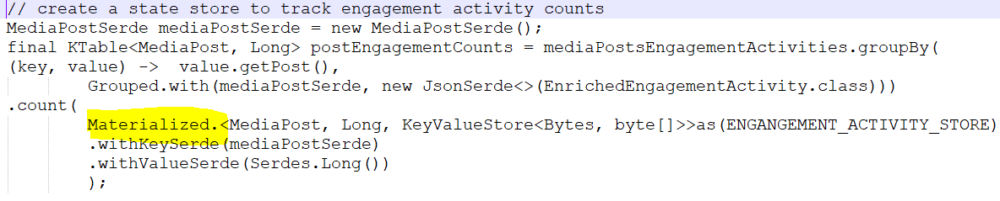 // create a state store to track engagement activity counts
MediaPostSerde mediaPostSerde = new MediaPostSerde();
final KTable<MediaPost, Long> postEngagementCounts = mediaPostsEngagementActivities.groupBy(
(key, value) ->  value.getPost(),
        Grouped.with(mediaPostSerde, new JsonSerde<>(EnrichedEngagementActivity.class)))
.count(
        Materialized.<MediaPost, Long, KeyValueStore<Bytes, byte[]>>as(ENGANGEMENT_ACTIVITY_STORE)
        .withKeySerde(mediaPostSerde)
        .withValueSerde(Serdes.Long())
        );